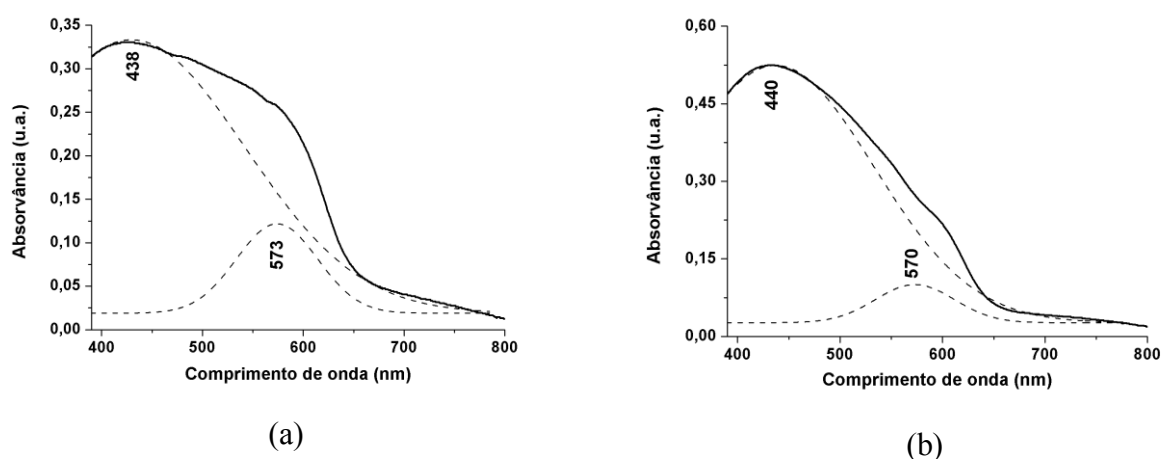 0,35
0,30
0,25
0,20
0,15
0,10
0,05
0,00
Absorvância (u.a.)
438
573
400 500 600 700 800
Comprimento de onda (nm)
(a)
0,60
0,45
0,30
0,15
0,00
Absorvância (u.a.)
440
570
400 500 600 700 800
Comprimento de onda (nm)
(b)